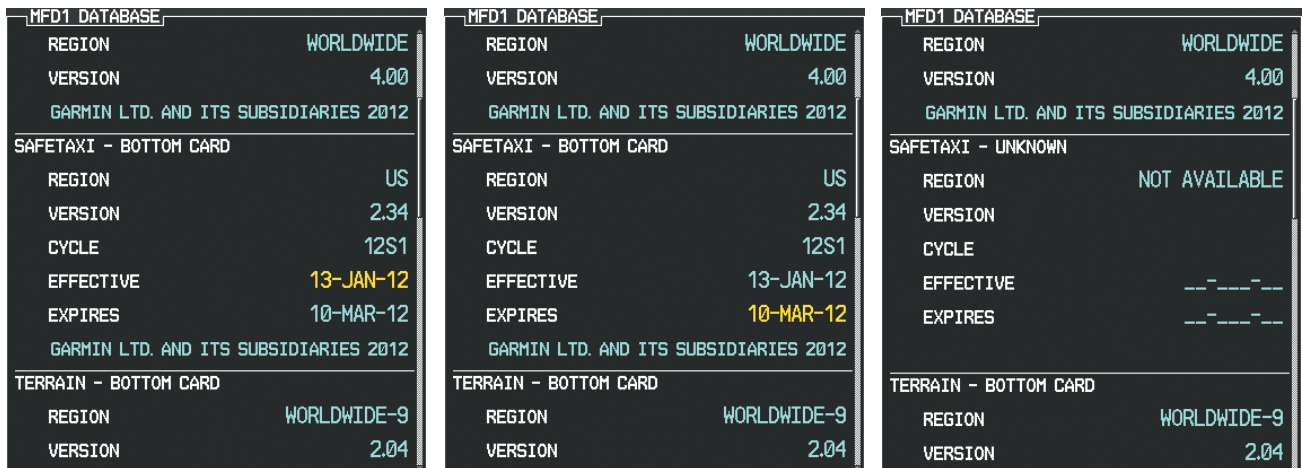 MFD1 DATABASE
REGION WORLDWIDE
VERSION 4.00
GARMIN LTD. AND ITS SUBSIDIARIES 2012
SAFETAXI - BOTTOM CARD
REGION US
VERSION 2.34
CYCLE 12S1
EFFECTIVE 13-JAN-12
EXPIRES 10-MAR-12
GARMIN LTD. AND ITS SUBSIDIARIES 2012
TERRAIN - BOTTOM CARD
REGION WORLDWIDE-9
VERSION 2.04
MFD1 DATABASE
REGION WORLDWIDE
VERSION 4.00
GARMIN LTD. AND ITS SUBSIDIARIES 2012
SAFETAXI - BOTTOM CARD
REGION US
VERSION 2.34
CYCLE 12S1
EFFECTIVE 13-JAN-12
EXPIRES 10-MAR-12
GARMIN LTD. AND ITS SUBSIDIARIES 2012
TERRAIN - BOTTOM CARD
REGION WORLDWIDE-9
VERSION 2.04
MFD1 DATABASE
REGION WORLDWIDE
VERSION 4.00
GARMIN LTD. AND ITS SUBSIDIARIES 2012
SAFETAXI - UNKNOWN
REGION NOT AVAILABLE
VERSION
CYCLE
EFFECTIVE __-___-__
EXPIRES __-___-__
TERRAIN - BOTTOM CARD
REGION WORLDWIDE-9
VERSION 2.04